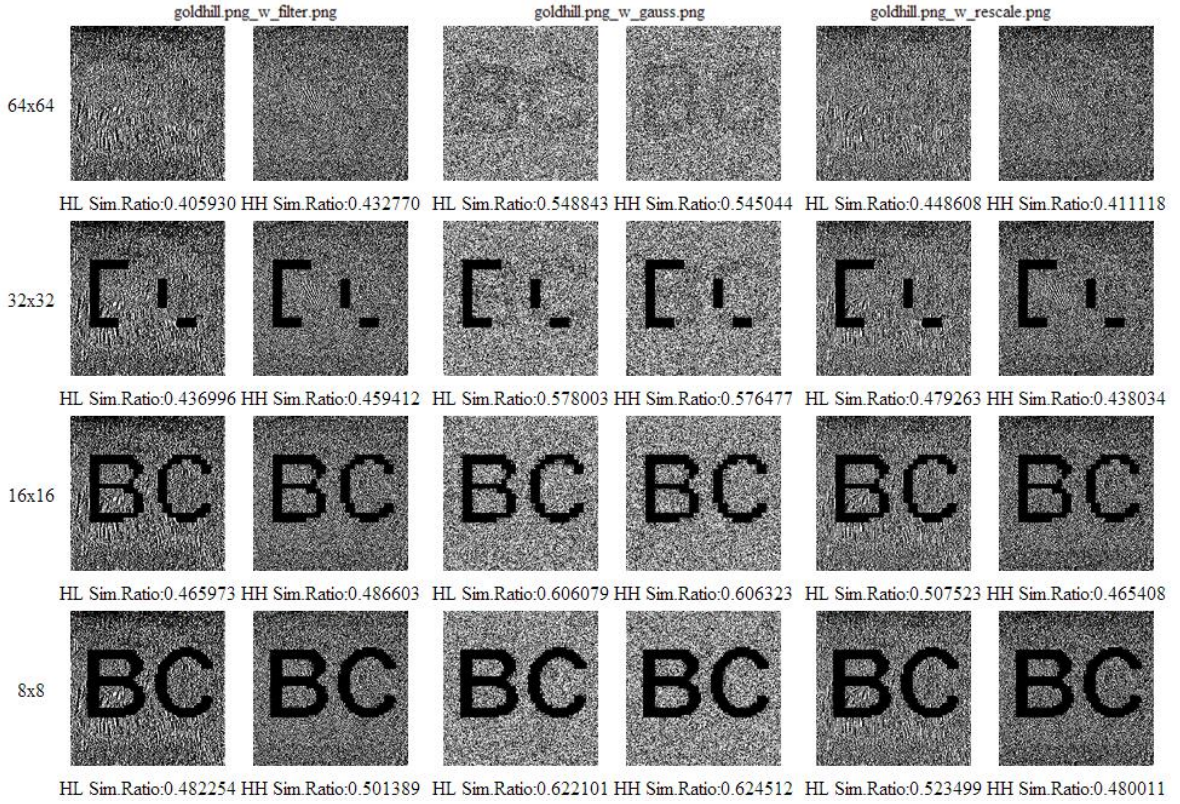 goldhill.png_w_filter.png goldhill.png_w_gauss.png goldhill.png_w_rescale.png
64x64
HL Sim.Ratio:0.405930 HH Sim.Ratio:0.432770 HL Sim.Ratio:0.548843 HH Sim.Ratio:0.545044 HL Sim.Ratio:0.448608 HH Sim.Ratio:0.411118
32x32
HL Sim.Ratio:0.436996 HH Sim.Ratio:0.459412 HL Sim.Ratio:0.578003 HH Sim.Ratio:0.576477 HL Sim.Ratio:0.479263 HH Sim.Ratio:0.438034
16x16 BC BC BC BC BC BC
HL Sim.Ratio:0.465973 HH Sim.Ratio:0.486603 HL Sim.Ratio:0.606079 HH Sim.Ratio:0.606323 HL Sim.Ratio:0.507523 HH Sim.Ratio:0.465408
8x8 BC BC BC BC BC BC
HL Sim.Ratio:0.482254 HH Sim.Ratio:0.501389 HL Sim.Ratio:0.622101 HH Sim.Ratio:0.624512 HL Sim.Ratio:0.523499 HH Sim.Ratio:0.480011